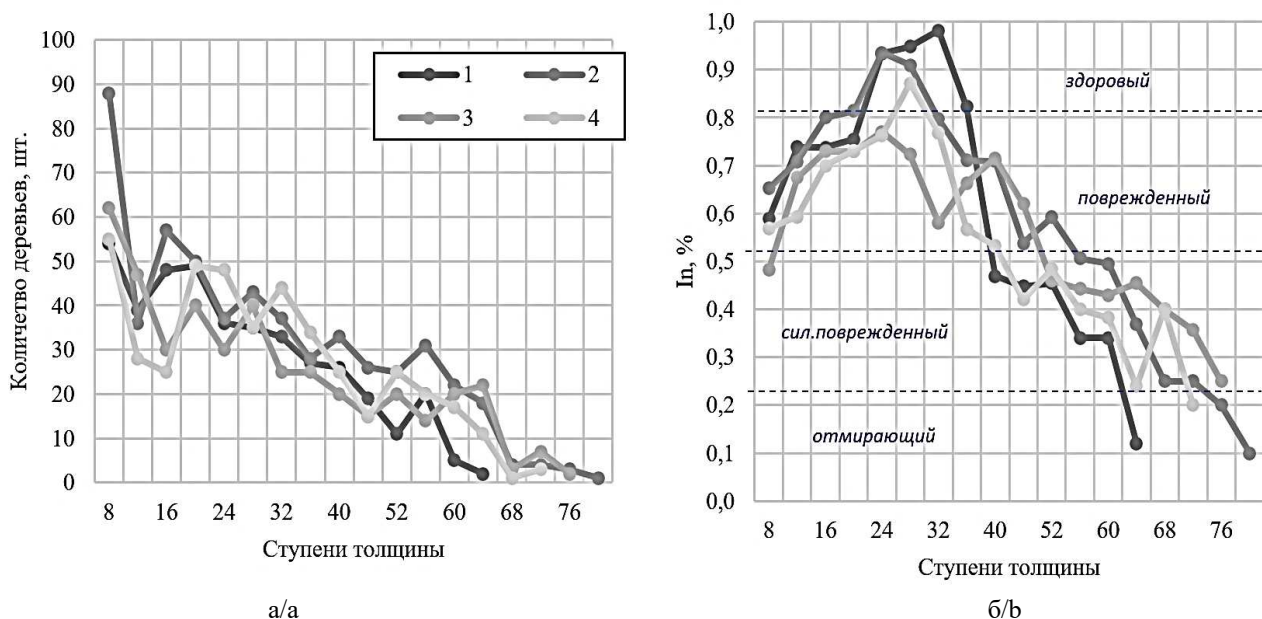 Количетво деревьев, шт.
100
90
80
70
60
50
40
30
20
10
0
1 2
3 4
8 16 24 32 40 52 60 68 76
Ступени толщины
а/a
In, %
1,0
0,9
0,8
0,7
0,6
0,5
0,4
0,3
0,2
0,1
0,0
здоровый
поврежденный
сил.поврежденный
отмирающий
8 16 24 32 40 52 60 68 76
Ступени толщины
б/b